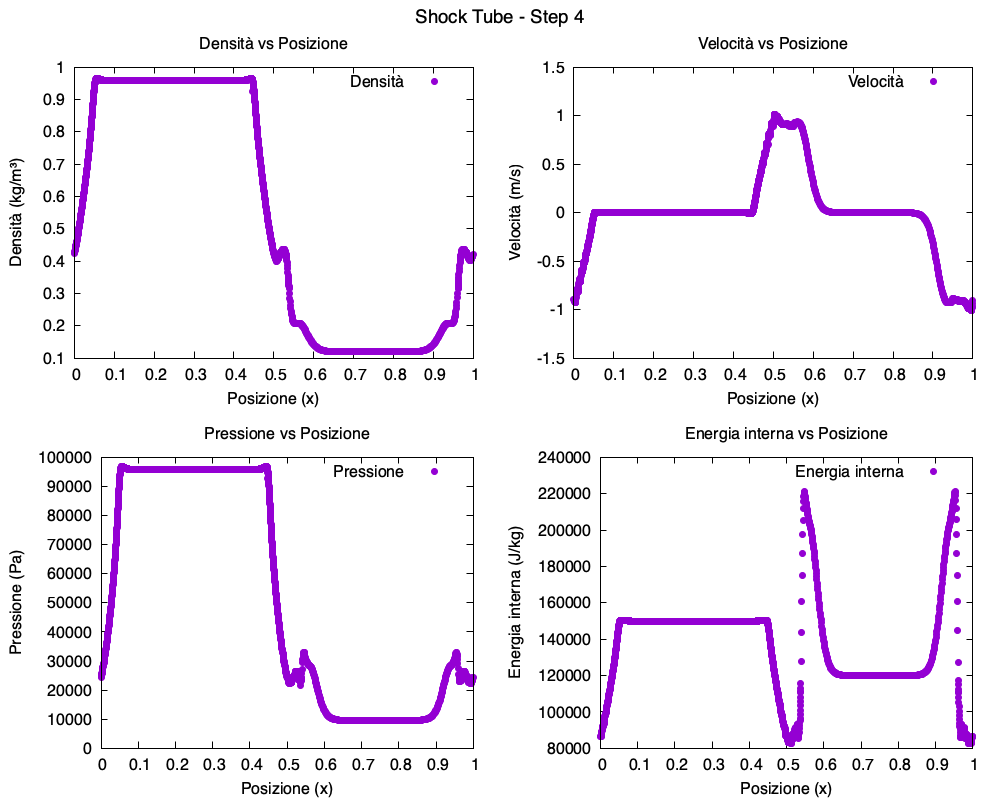 Shock Tube - Step 4
Densità vs Posizione
Densità
1
0.9
0.8
0.7
0.6
0.5
0.4
0.3
0.2
0.1
Densità (kg/m³)
0 0.1 0.2 0.3 0.4 0.5 0.6 0.7 0.8 0.9 1
Posizione (x)
Velocità vs Posizione
Velocità
1.5
1
0.5
0
-0.5
-1
-1.5
Velocità (m/s)
0 0.1 0.2 0.3 0.4 0.5 0.6 0.7 0.8 0.9 1
Posizione (x)
Pressione vs Posizione
Pressione
100000
90000
80000
70000
60000
50000
40000
30000
20000
10000
0
Pressione (Pa)
0 0.1 0.2 0.3 0.4 0.5 0.6 0.7 0.8 0.9 1
Posizione (x)
Energia interna vs Posizione
Energia interna
240000
220000
200000
180000
160000
140000
120000
100000
80000
Energia interna (J/kg)
0 0.1 0.2 0.3 0.4 0.5 0.6 0.7 0.8 0.9 1
Posizione (x)